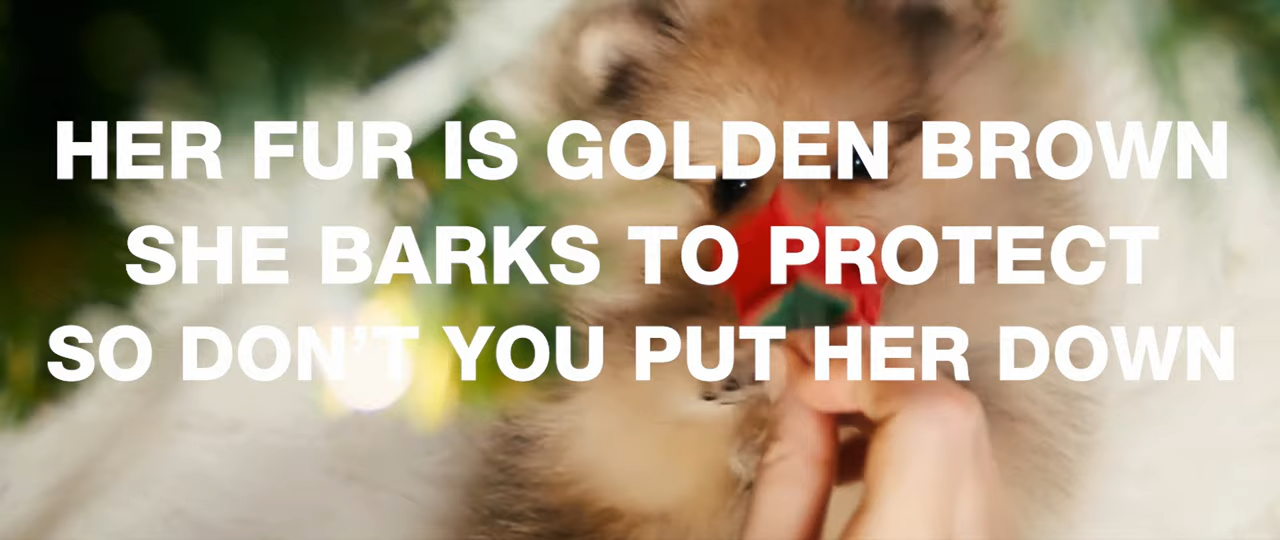 HER FUR IS GOLDEN BROWN
SHE BARKS TO PROTECT
SO DON'T YOU PUT HER DOWN